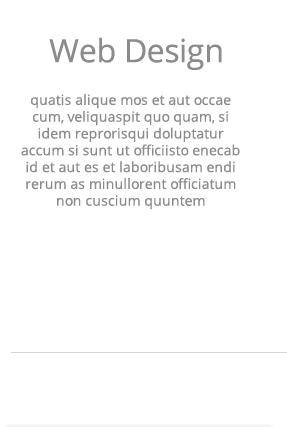 Web Design
quatis alique mos et aut occae
cum, veliquaspit quo quam, si
idem reprorisqui doluptatur
accum si sunt ut officiisto enecab
id et aut es et laboribusam endi
rerum as minullorent officiatum
non cuscium quuntem